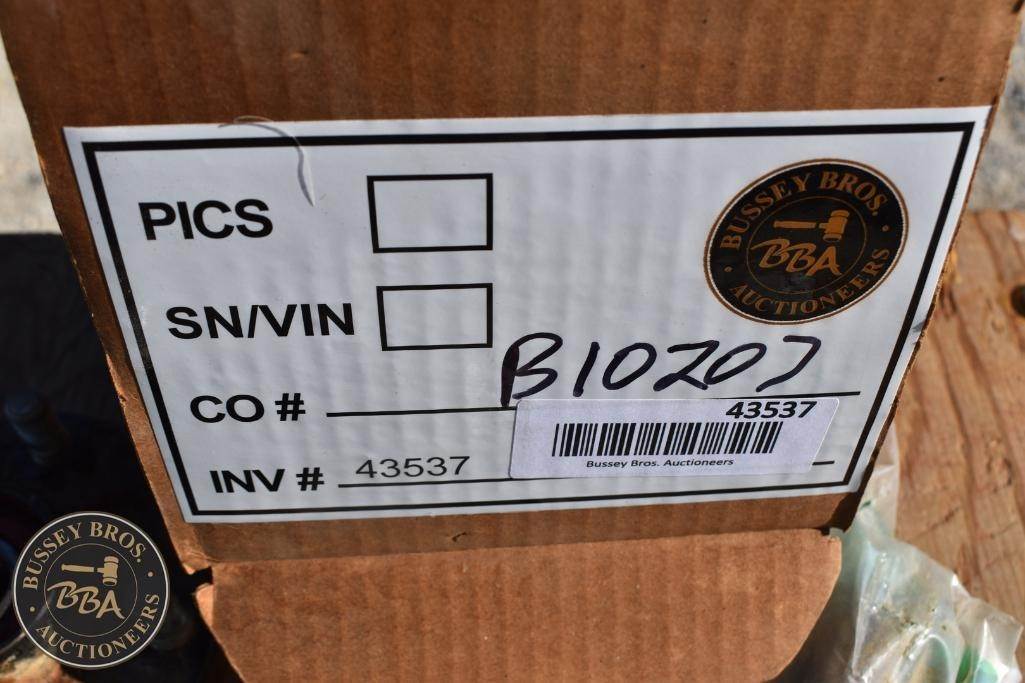 PICS
BUSSEY BROS.
BBA
AUCTIONEERS
SN/VIN
CO # B10207
43537
Bussey Bros. Auctioneers
INV # 43537
BUSSEY BROS.
BBA
AUCTIONEERS